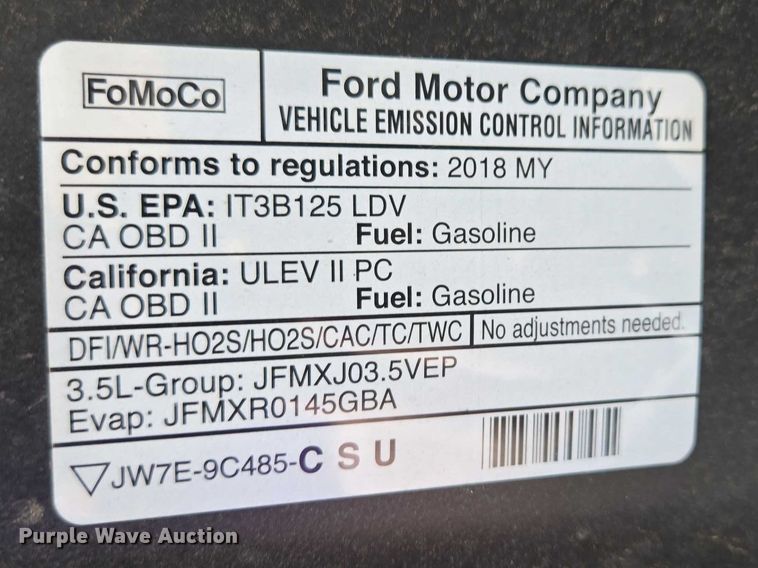 FoMoCo
Ford Motor Company
VEHICLE EMISSION CONTROL INFORMATION
Conforms to regulations: 2018 MY
U.S. EPA: IT3B125 LDV
CA OBD II Fuel: Gasoline
California: ULEV II PC
CA OBD II Fuel: Gasoline
DFI/WR-HO2S/HO2S/CAC/TC/TWC No adjustments needed.
3.5L-Group: JFMXJ03.5VEP
Evap: JFMXR0145GBA
JW7E-9C485-C S U
Purple Wave Auction